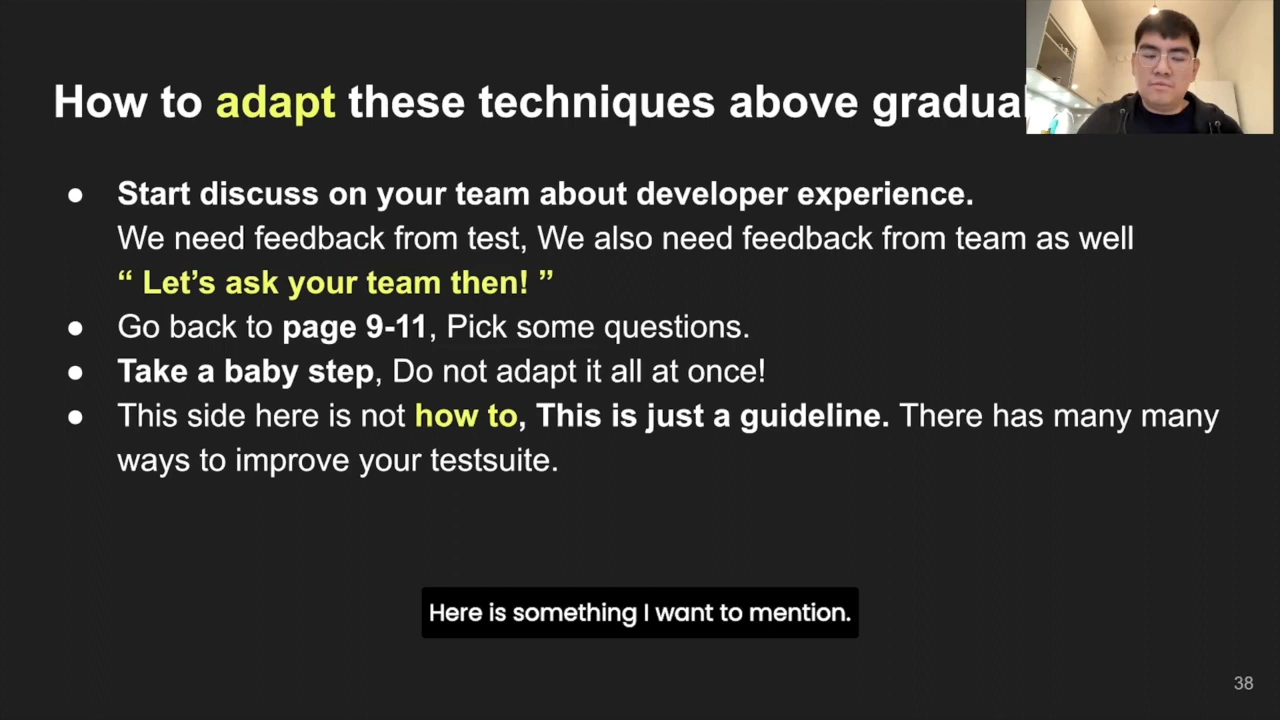 How to adapt these techniques above
● Start discuss on your team about developer experience.
We need feedback from test, We also need feedback from team as well
“ Let’s ask your team then! ”
● Go back to page 9-11, Pick some questions.
● Take a baby step, Do not adapt it all at once!
● This side here is not how to, This is just a guideline. There has many many
ways to improve your testsuite.
Here is something I want to mention.
38